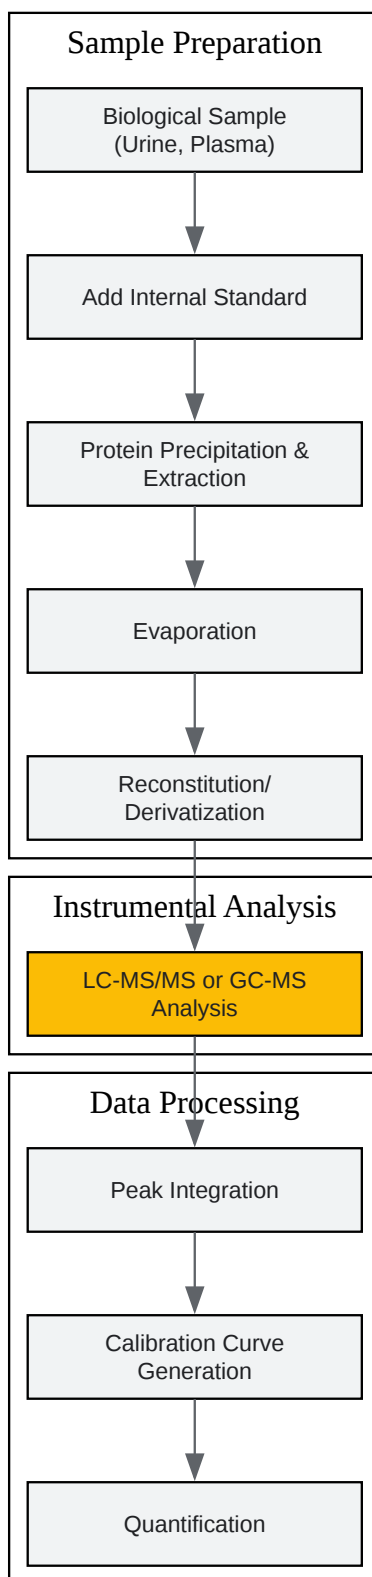 Sample Preparation
Biological Sample
(Urine, Plasma)
Add Internal Standard
Protein Precipitation &
Extraction
Evaporation
Reconstitution/
Derivatization
Instrumental Analysis
LC-MS/MS or GC-MS
Analysis
Data Processing
Peak Integration
Calibration Curve
Generation
Quantification